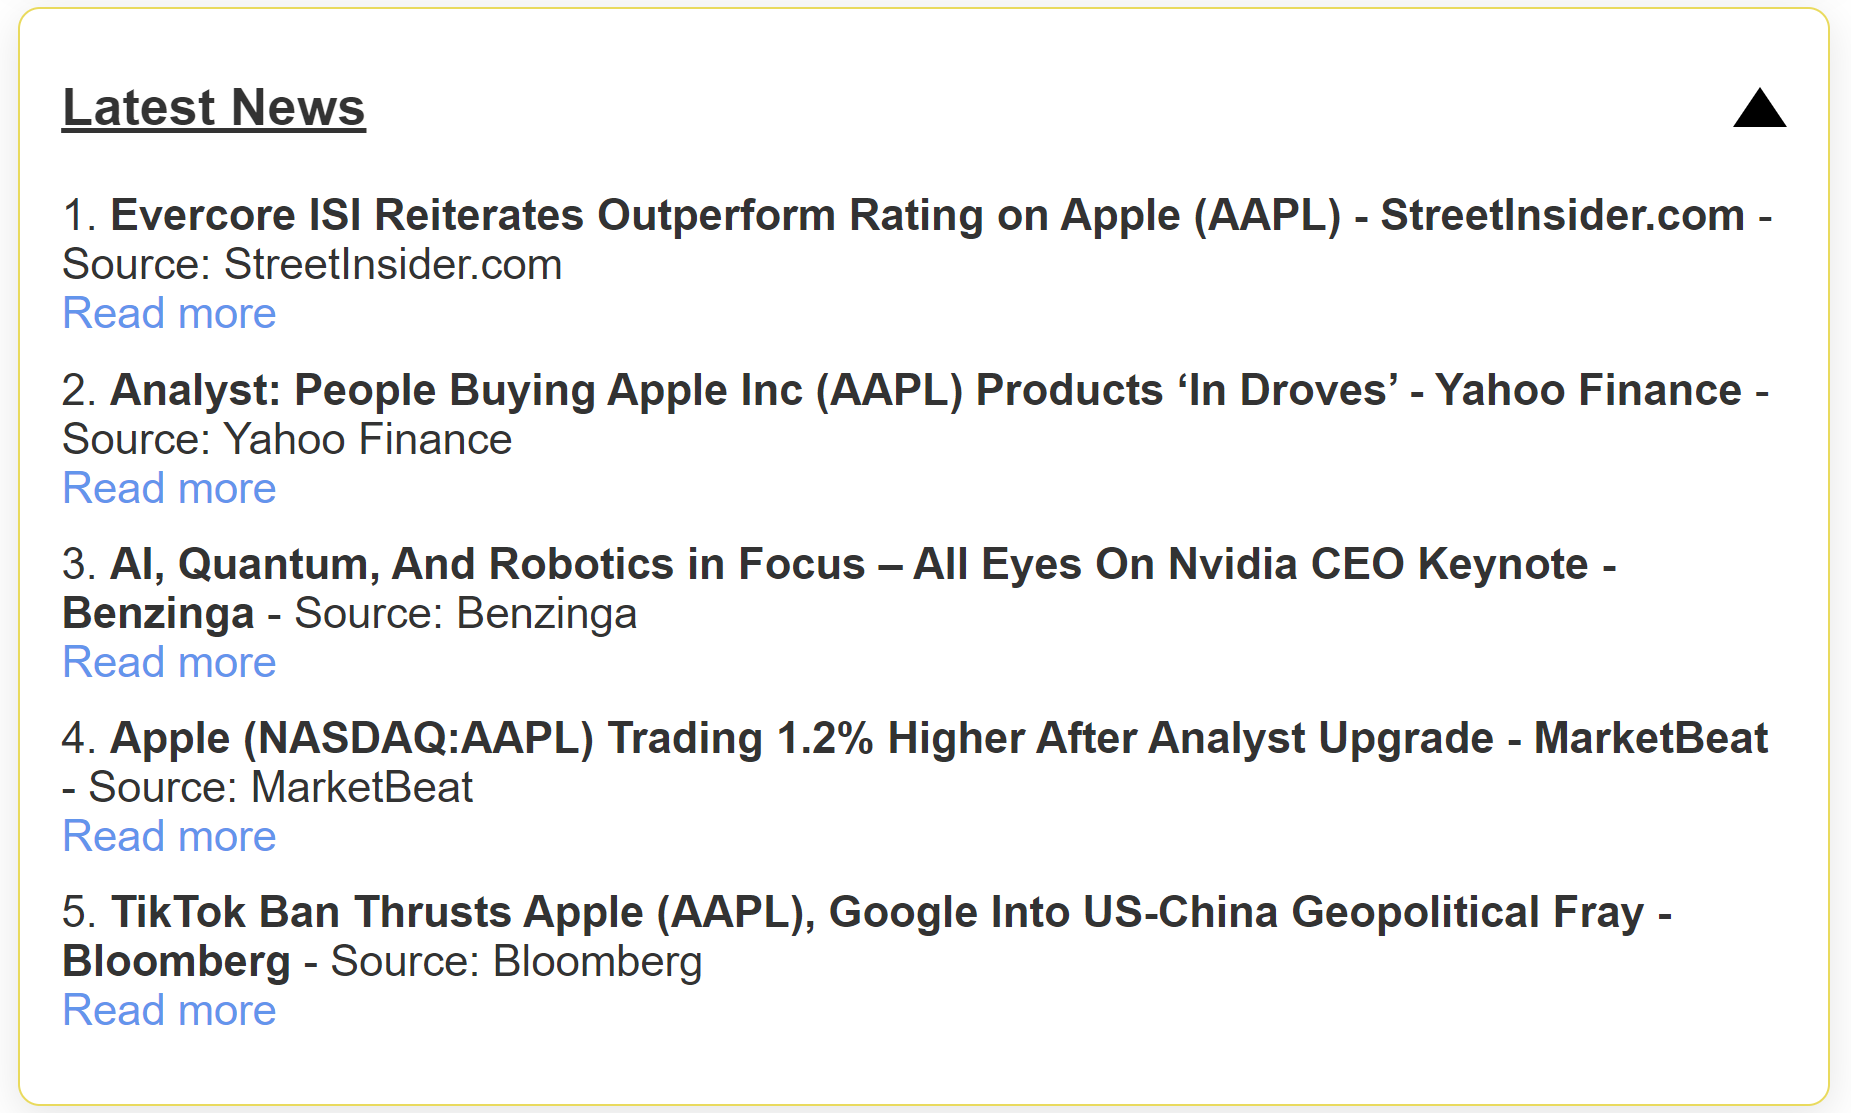 Latest News
1. Evercore ISI Reiterates Outperform Rating on Apple (AAPL) - StreetInsider.com -
Source: StreetInsider.com
Read more
2. Analyst: People Buying Apple Inc (AAPL) Products ‘In Droves’ - Yahoo Finance -
Source: Yahoo Finance
Read more
3. AI, Quantum, And Robotics in Focus – All Eyes On Nvidia CEO Keynote -
Benzinga - Source: Benzinga
Read more
4. Apple (NASDAQ:AAPL) Trading 1.2% Higher After Analyst Upgrade - MarketBeat
- Source: MarketBeat
Read more
5. TikTok Ban Thrusts Apple (AAPL), Google Into US-China Geopolitical Fray -
Bloomberg - Source: Bloomberg
Read more